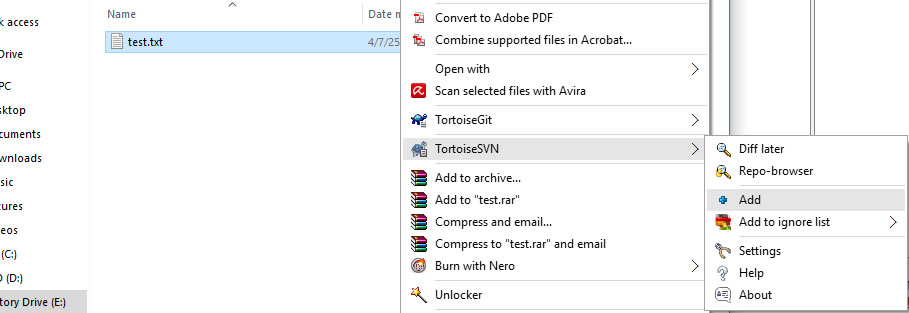 Name
Date m
k access
test.txt
4/7/25
Drive
PC
sktop
cuments
wnloads
sic
tures
eos
(C:)
D (D:)
tory Drive (E:)
Convert to Adobe PDF
Combine supported files in Acrobat...
Open with
Scan selected files with Avira
TortoiseGit
TortoiseSVN
Add to archive...
Add to "test.rar"
Compress and email...
Compress to "test.rar" and email
Burn with Nero
Unlocker
Diff later
Repo-browser
Add
Add to ignore list
Settings
Help
About